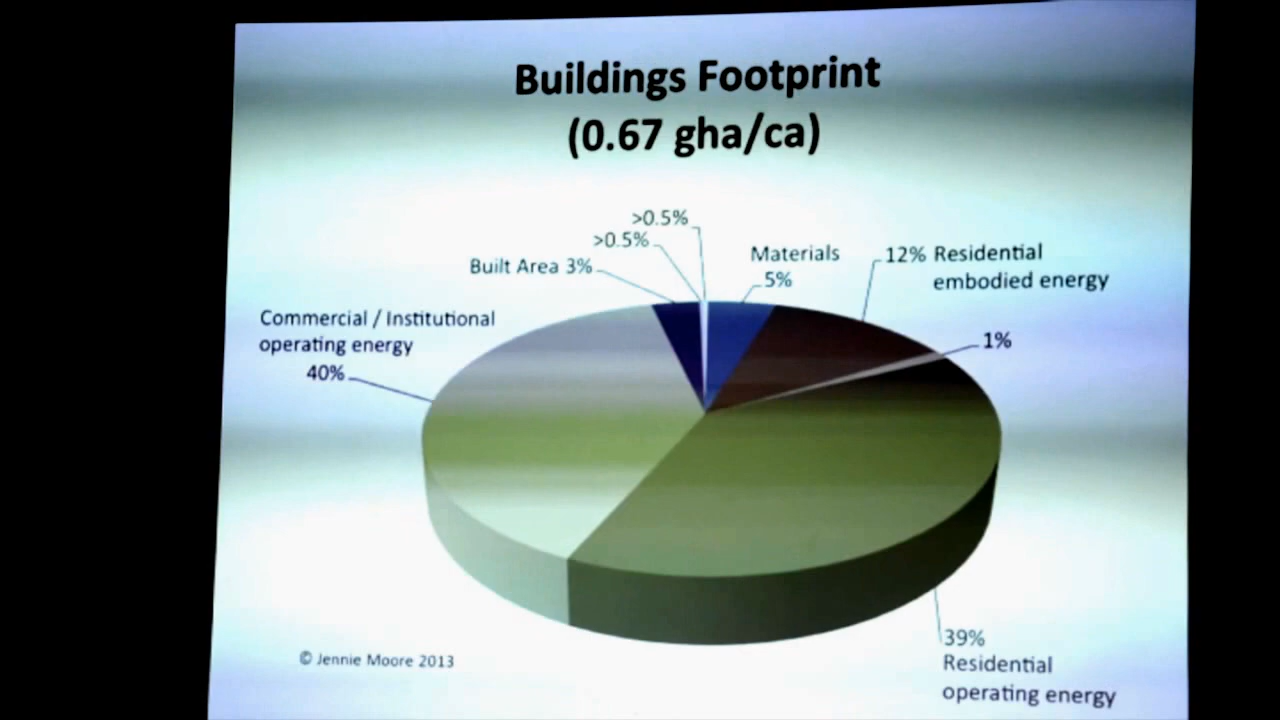 Buildings Footprint
(0.67 gha/ca)
>0.5%
>0.5%
Built Area 3%
Materials
5%
12% Residential
embodied energy
Commercial / Institutional
operating energy
40%
1%
39%
Residential
operating energy
© Jennie Moore 2013